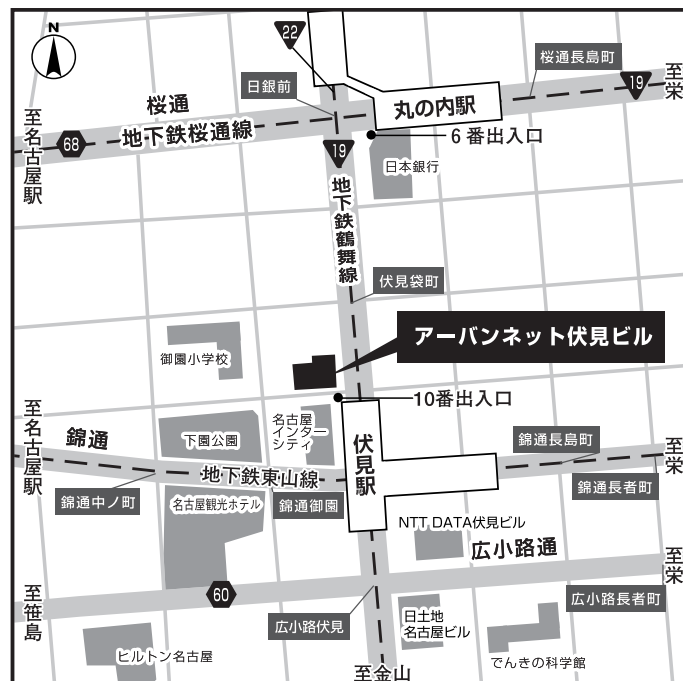 N
22
桜通長島町
至栄
19
日銀前
丸の内駅
桜通
地下鉄桜通線
6番出入口
至名古屋駅
68
19
日本銀行
地下鉄鶴舞線
伏見袋町
アーバンネット伏見ビル
御園小学校
10番出入口
至名古屋駅
錦通
下園公園
名古屋
インター
シティ
伏見駅
錦通長島町
至栄
地下鉄東山線
錦通長者町
錦通中ノ町
名古屋観光ホテル
錦通御園
NTT DATA伏見ビル
広小路通
至栄
至笹島
60
広小路長者町
広小路伏見
日土地
名古屋ビル
ヒルトン名古屋
でんきの科学館
至金山